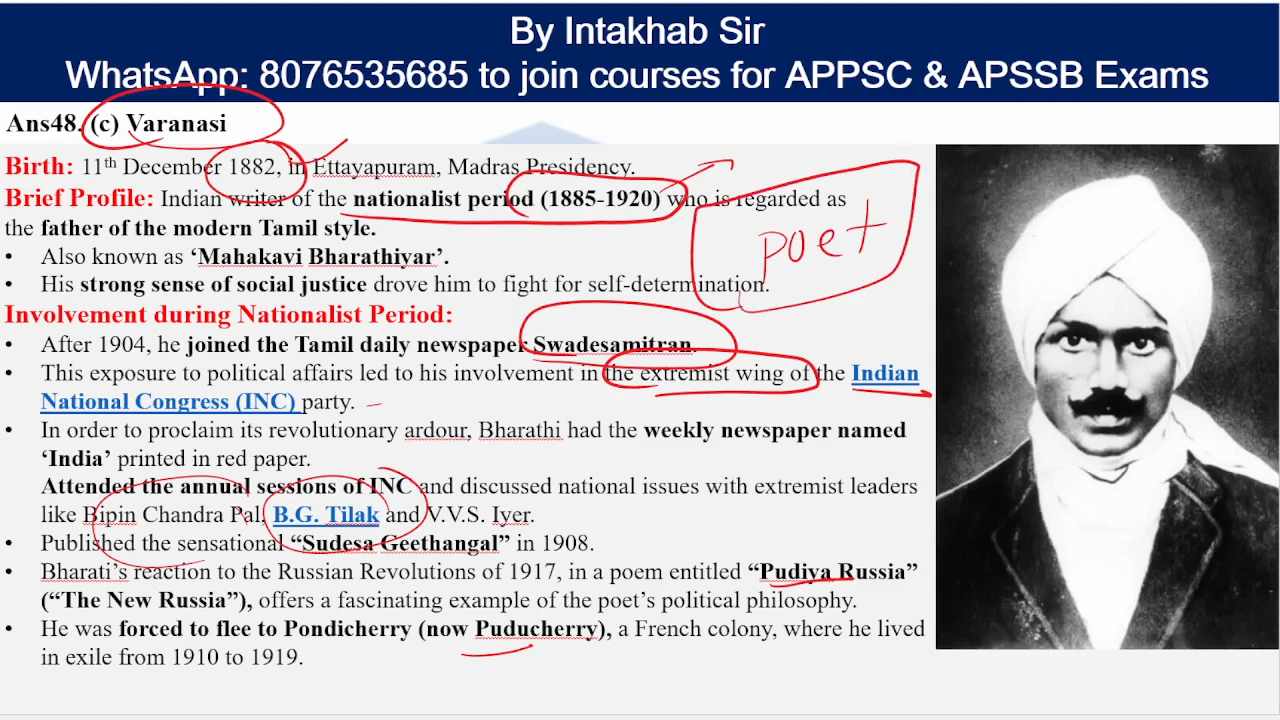 By Intakhab Sir
WhatsApp: 8076535685 to join courses for APPSC & APSSB Exams
Ans48. (c) Varanasi
Birth: 11th December 1882, in Ettayapuram, Madras Presidency.
Brief Profile: Indian writer of the nationalist period (1885-1920) who is regarded as
the father of the modern Tamil style.
• Also known as ‘Mahakavi Bharathiyar’.
• His strong sense of social justice drove him to fight for self-determination.
poet
Involvement during Nationalist Period:
• After 1904, he joined the Tamil daily newspaper Swadesamitran.
• This exposure to political affairs led to his involvement in the extremist wing of the Indian
National Congress (INC) party.
• In order to proclaim its revolutionary ardour, Bharathi had the weekly newspaper named
‘India’ printed in red paper.
Attended the annual sessions of INC and discussed national issues with extremist leaders
like Bipin Chandra Pal, B.G. Tilak and V.V.S. Iyer.
• Published the sensational “Sudesa Geethangal” in 1908.
• Bharati’s reaction to the Russian Revolutions of 1917, in a poem entitled “Pudiya Russia”
(“The New Russia”), offers a fascinating example of the poet’s political philosophy.
• He was forced to flee to Pondicherry (now Puducherry), a French colony, where he lived
in exile from 1910 to 1919.